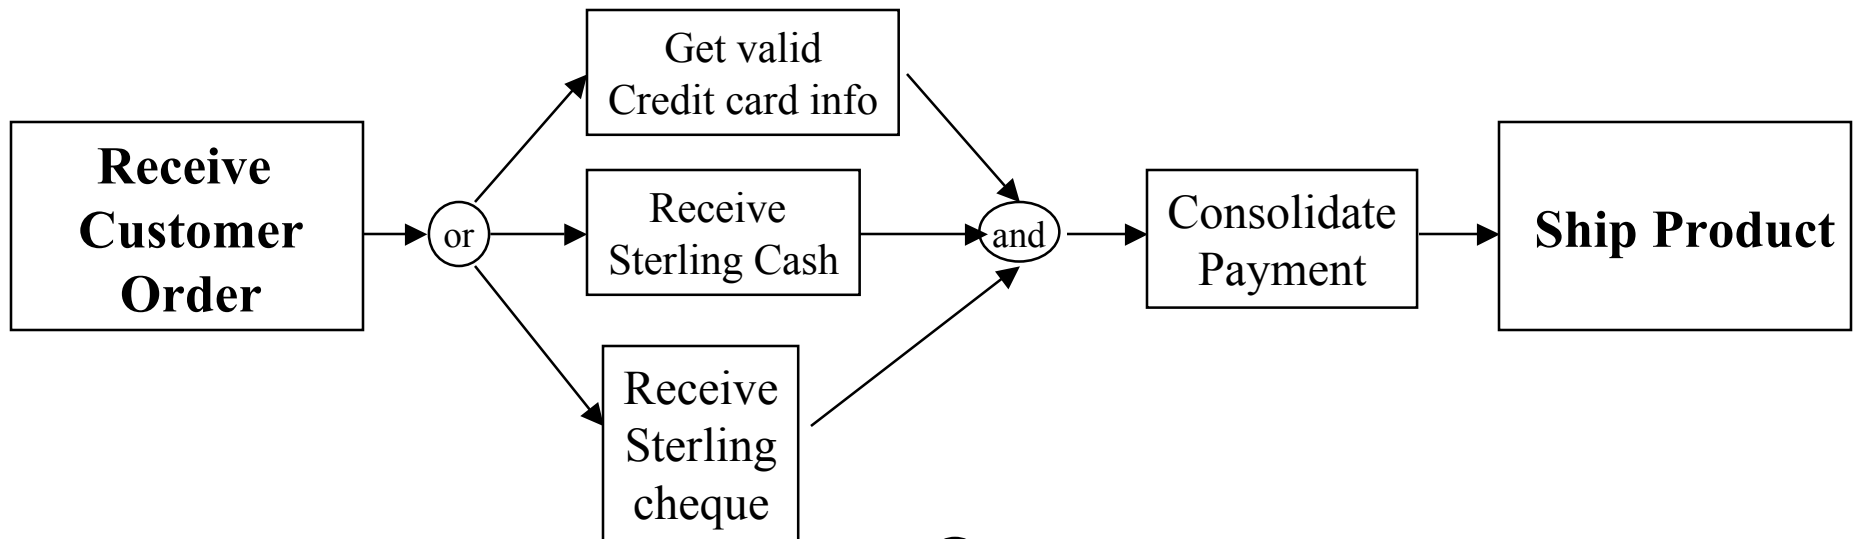 Receive
Customer
Order
or
Get valid
Credit card info
Receive
Sterling Cash
Receive
Sterling
cheque
and
Consolidate
Payment
Ship Product